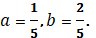 a = 1/5, b = 2/5.